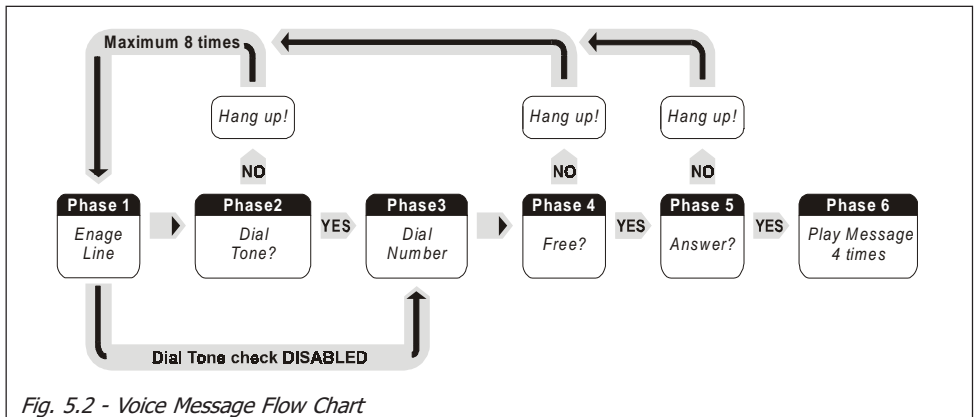 Maximum 8 times
Hang up!
Hang up!
Hang up!
NO
NO
NO
Phase 1
Enage
Line
Phase2
Dial
Tone?
YES
Phase3
Dial
Number
Phase 4
Free?
YES
Phase 5
Answer?
YES
Phase 6
Play Message
4 times
Dial Tone check DISABLED
Fig. 5.2 - Voice Message Flow Chart